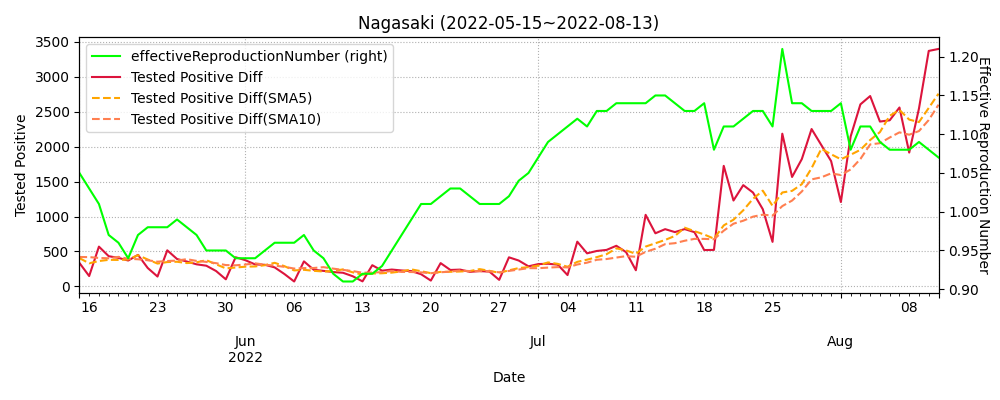 Nagasaki (2022-05-15~2022-08-13)
effectiveReproductionNumber (right)
Tested Positive Diff
Tested Positive Diff(SMA5)
Tested Positive Diff(SMA10)
Tested Positive
3500
3000
2500
2000
1500
1000
500
0
1.20
1.15
1.10
1.05
1.00
0.95
0.90
Effective Reproduction Number
16 23 30 06 13 20 27 04 11 18 25 08
Jun Jul Aug
2022
Date